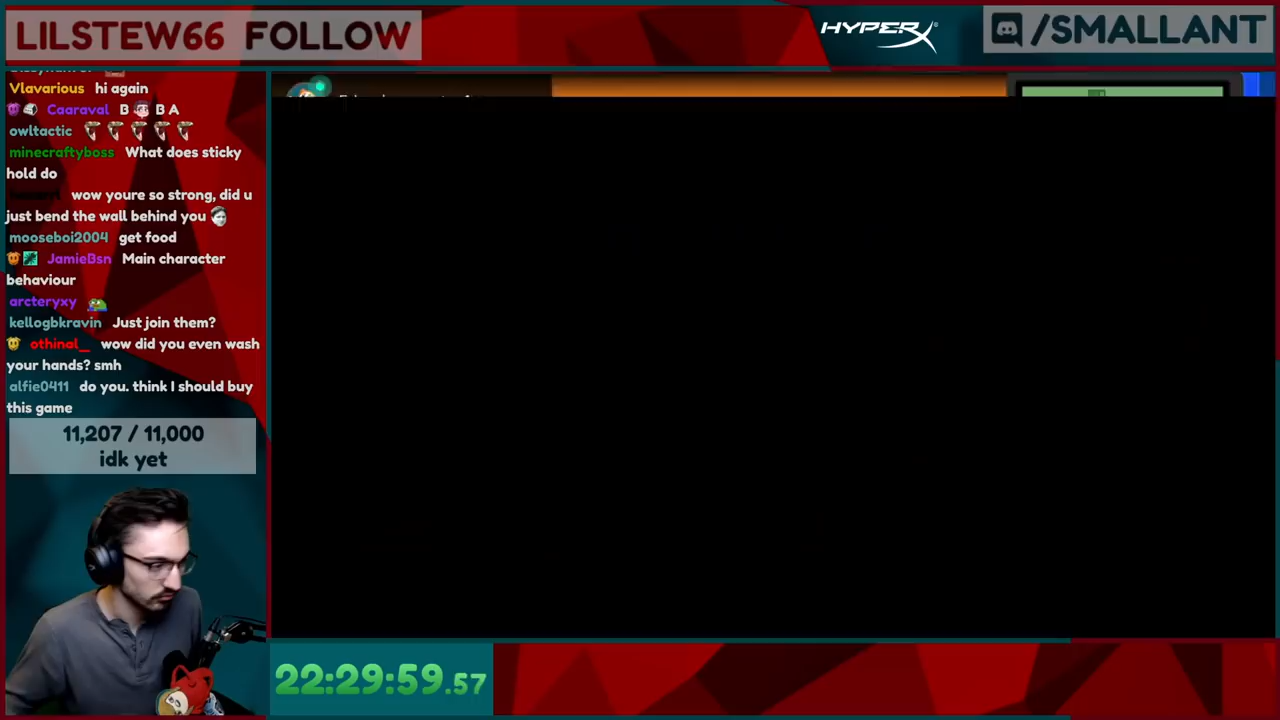 LILSTEW66 FOLLOW
HYPERX
/SMALLANT
Vlavarious hi again
Caaraval B B A
owltactic
minecraftyboss What does sticky
hold do
wow youre so strong, did u
just bend the wall behind you
mooseboi2004 get food
JamieBsn Main character
behaviour
arcteryxy
kellogbkravin Just join them?
othinal_ wow did you even wash
your hands? smh
alfie0411 do you. think I should buy
this game
11,207 / 11,000
idk yet
22:29:59.57